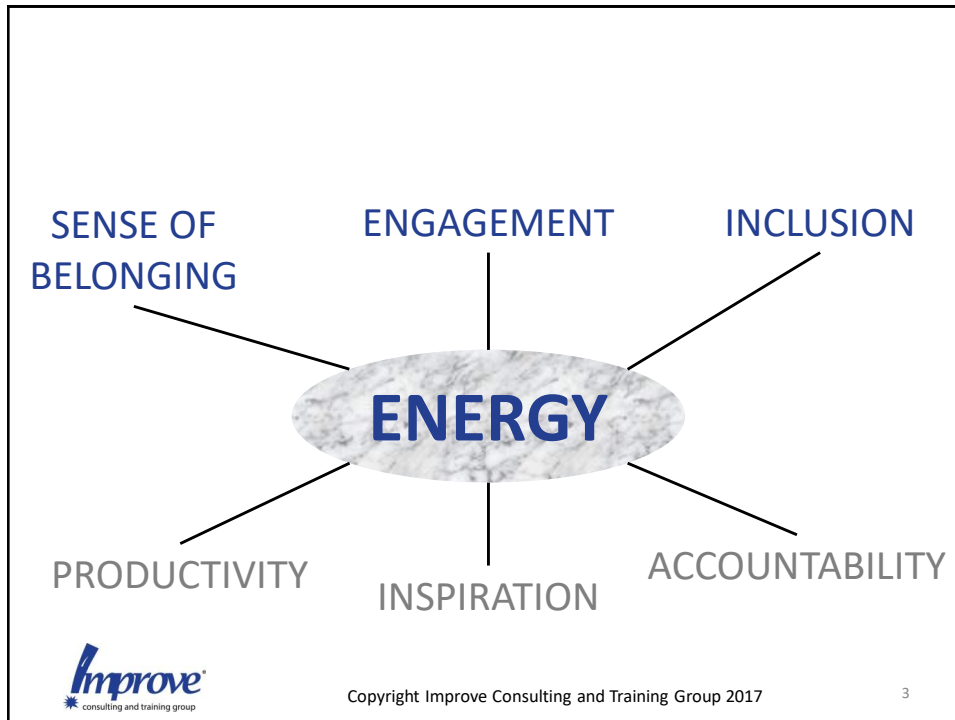 SENSE OF
BELONGING
ENGAGEMENT
INCLUSION
ENERGY
PRODUCTIVITY
INSPIRATION
ACCOUNTABILITY
Improve®
consulting and training group
Copyright Improve Consulting and Training Group 2017
3